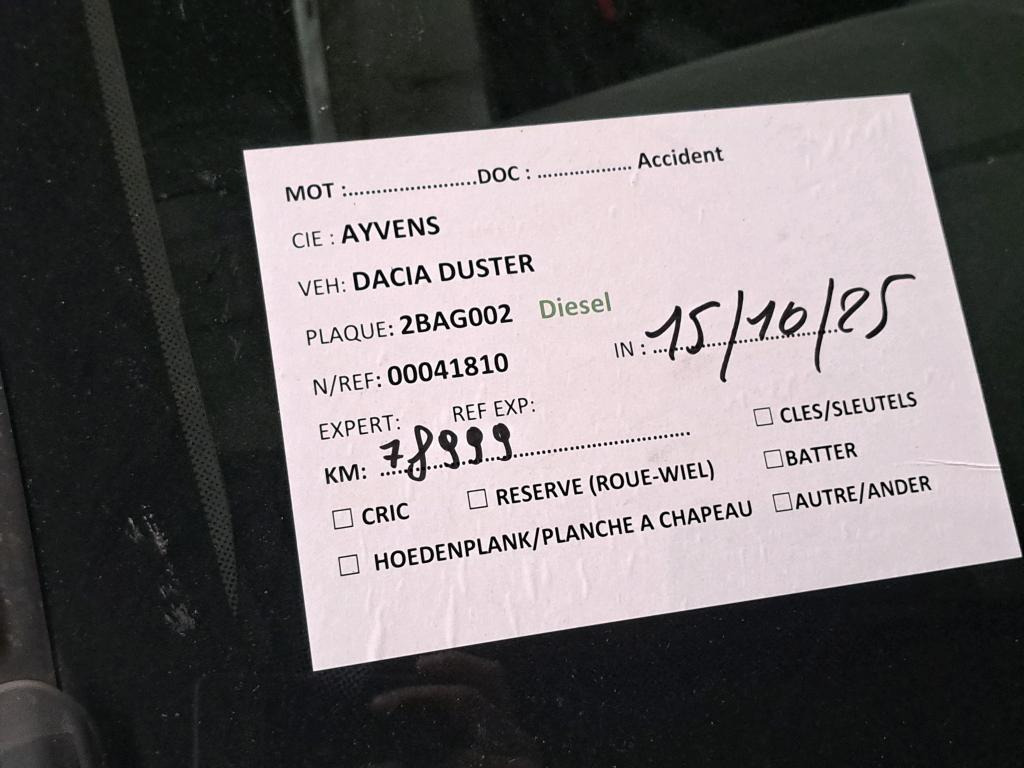 MOT :.......................DOC : ................. Accident
CIE : AYVENS
VEH: DACIA DUSTER
PLAQUE: 2BAG002 Diesel
IN : 15/10/25
N/REF: 00041810
EXPERT: REF EXP:
KM: 78999
☐ CLES/SLEUTELS
☐ CRIC ☐ RESERVE (ROUE-WIEL) ☐ BATTER
☐ HOEDENPLANK/PLANCHE A CHAPEAU ☐ AUTRE/ANDER